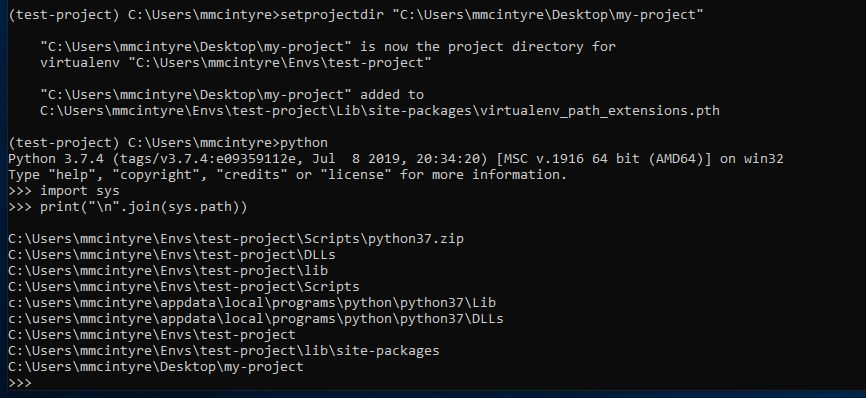 (test-project) C:\Users\mmcintyre>setprojectdir "C:\Users\mmcintyre\Desktop\my-project"
"C:\Users\mmcintyre\Desktop\my-project" is now the project directory for
virtualenv "C:\Users\mmcintyre\Envs\test-project"
"C:\Users\mmcintyre\Desktop\my-project" added to
C:\Users\mmcintyre\Envs\test-project\Lib\site-packages\virtualenv_path_extensions.pth
(test-project) C:\Users\mmcintyre>python
Python 3.7.4 (tags/v3.7.4:e09359112e, Jul  8 2019, 20:34:20) [MSC v.1916 64 bit (AMD64)] on win32
Type "help", "copyright", "credits" or "license" for more information.
>>> import sys
>>> print("\n".join(sys.path))
C:\Users\mmcintyre\Envs\test-project\Scripts\python37.zip
C:\Users\mmcintyre\Envs\test-project\DLLs
C:\Users\mmcintyre\Envs\test-project\lib
C:\Users\mmcintyre\Envs\test-project\Scripts
c:\users\mmcintyre\appdata\local\programs\python\python37\Lib
c:\users\mmcintyre\appdata\local\programs\python\python37\DLLs
C:\Users\mmcintyre\Envs\test-project
C:\Users\mmcintyre\Envs\test-project\lib\site-packages
C:\Users\mmcintyre\Desktop\my-project
>>>